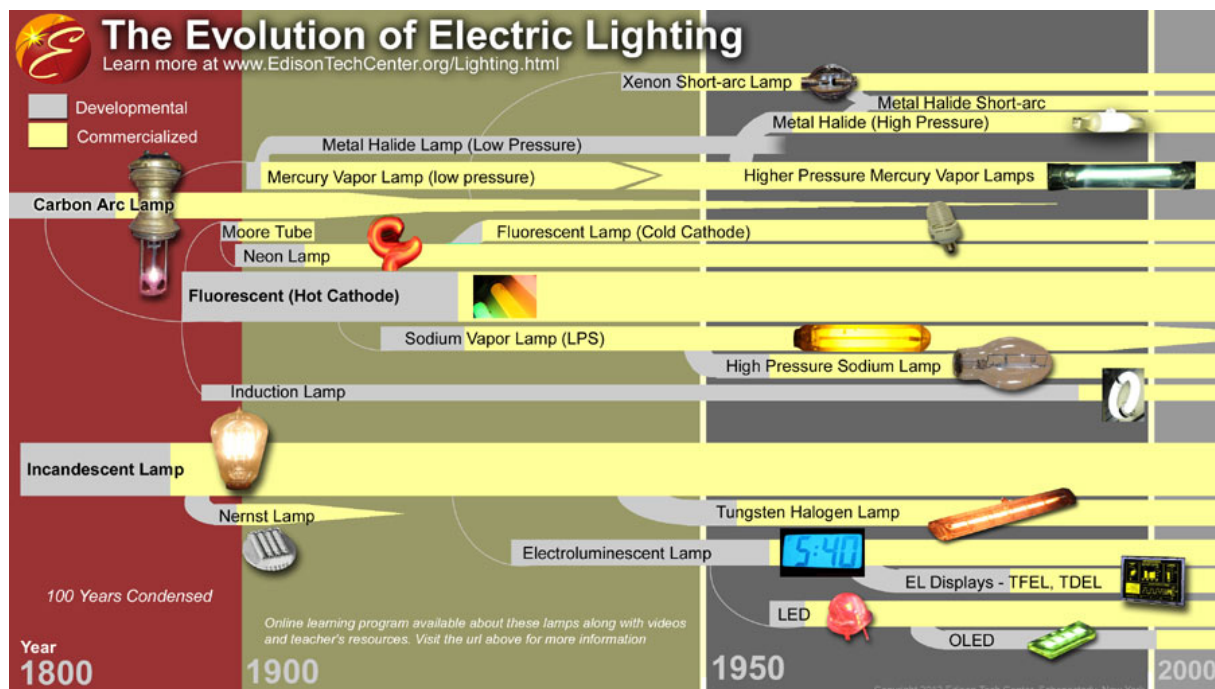 The Evolution of Electric Lighting
Learn more at www.EdisonTechCenter.org/Lighting.html
Developmental
Commercialized
Xenon Short-arc Lamp
Metal Halide Short-arc
Metal Halide (High Pressure)
Metal Halide Lamp (Low Pressure)
Mercury Vapor Lamp (low pressure)
Higher Pressure Mercury Vapor Lamps
Carbon Arc Lamp
Moore Tube
Fluorescent Lamp (Cold Cathode)
Neon Lamp
Fluorescent (Hot Cathode)
Sodium Vapor Lamp (LPS)
High Pressure Sodium Lamp
Induction Lamp
Incandescent Lamp
Nernst Lamp
Tungsten Halogen Lamp
Electroluminescent Lamp
5:40
EL Displays - TFEL, TDEL
LED
OLED
100 Years Condensed
Online learning program available about these lamps along with videos
and teacher's resources. Visit the url above for more information
Year
1800
1900
1950
2000